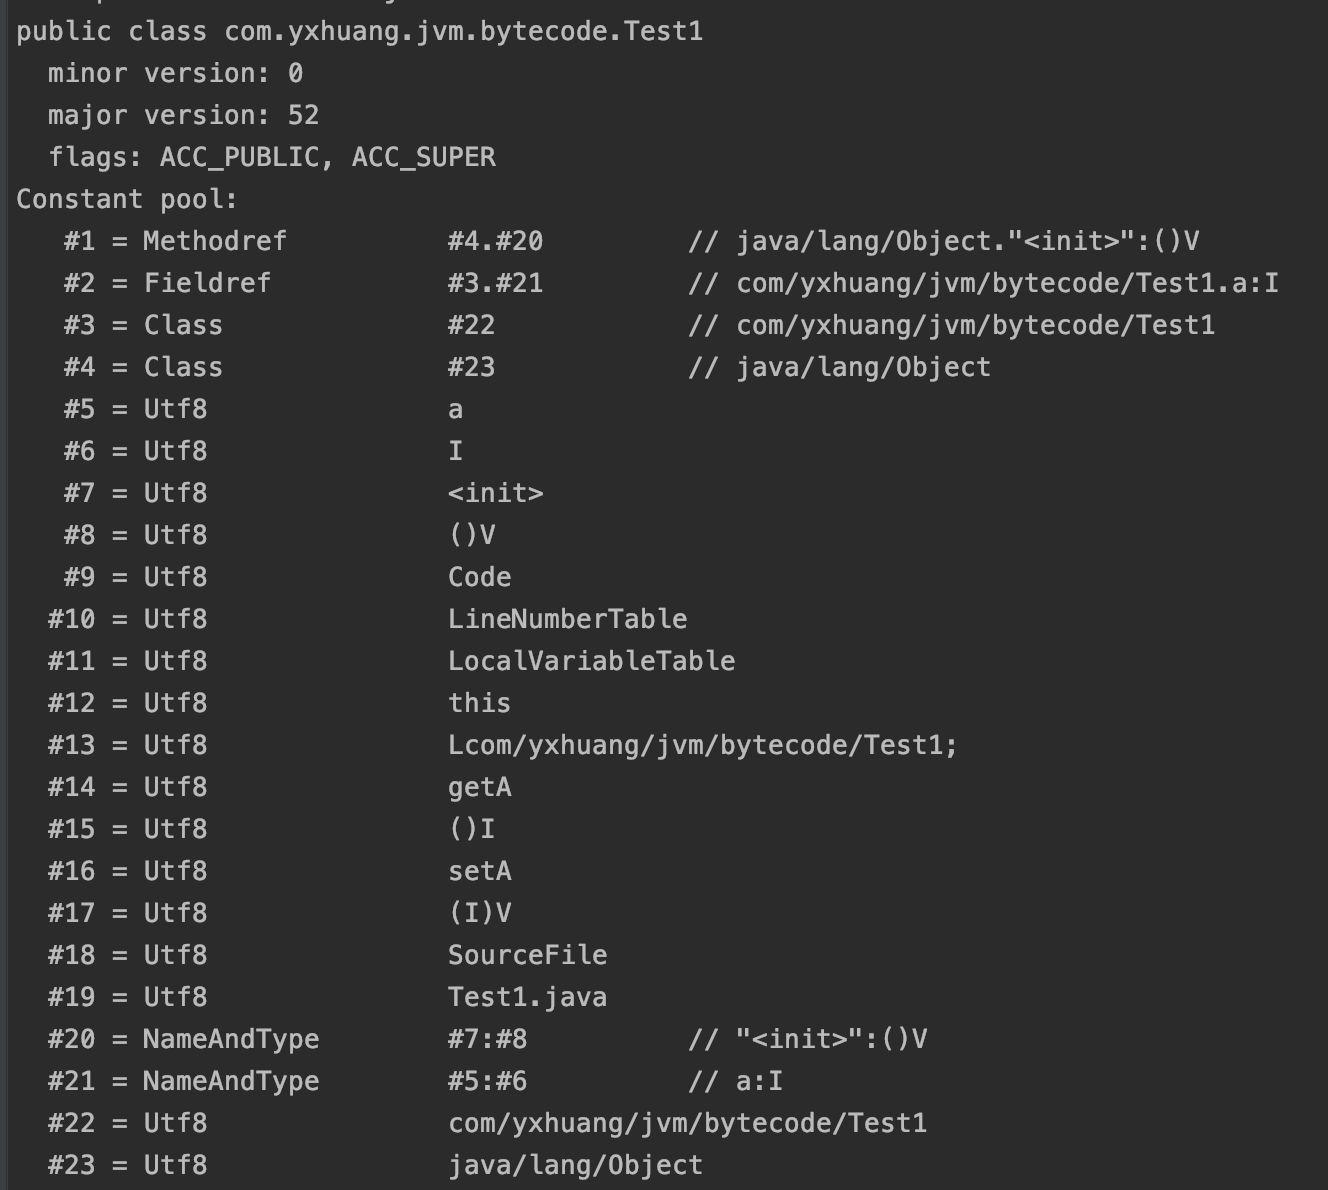 public class com.yxhuang.jvm.bytecode.Test1
  minor version: 0
  major version: 52
  flags: ACC_PUBLIC, ACC_SUPER
Constant pool:
   #1 = Methodref          #4.#20         // java/lang/Object."<init>":()V
   #2 = Fieldref           #3.#21         // com/yxhuang/jvm/bytecode/Test1.a:I
   #3 = Class              #22            // com/yxhuang/jvm/bytecode/Test1
   #4 = Class              #23            // java/lang/Object
   #5 = Utf8               a
   #6 = Utf8               I
   #7 = Utf8               <init>
   #8 = Utf8               ()V
   #9 = Utf8               Code
  #10 = Utf8               LineNumberTable
  #11 = Utf8               LocalVariableTable
  #12 = Utf8               this
  #13 = Utf8               Lcom/yxhuang/jvm/bytecode/Test1;
  #14 = Utf8               getA
  #15 = Utf8               ()I
  #16 = Utf8               setA
  #17 = Utf8               (I)V
  #18 = Utf8               SourceFile
  #19 = Utf8               Test1.java
  #20 = NameAndType        #7:#8          // "<init>":()V
  #21 = NameAndType        #5:#6          // a:I
  #22 = Utf8               com/yxhuang/jvm/bytecode/Test1
  #23 = Utf8               java/lang/Object